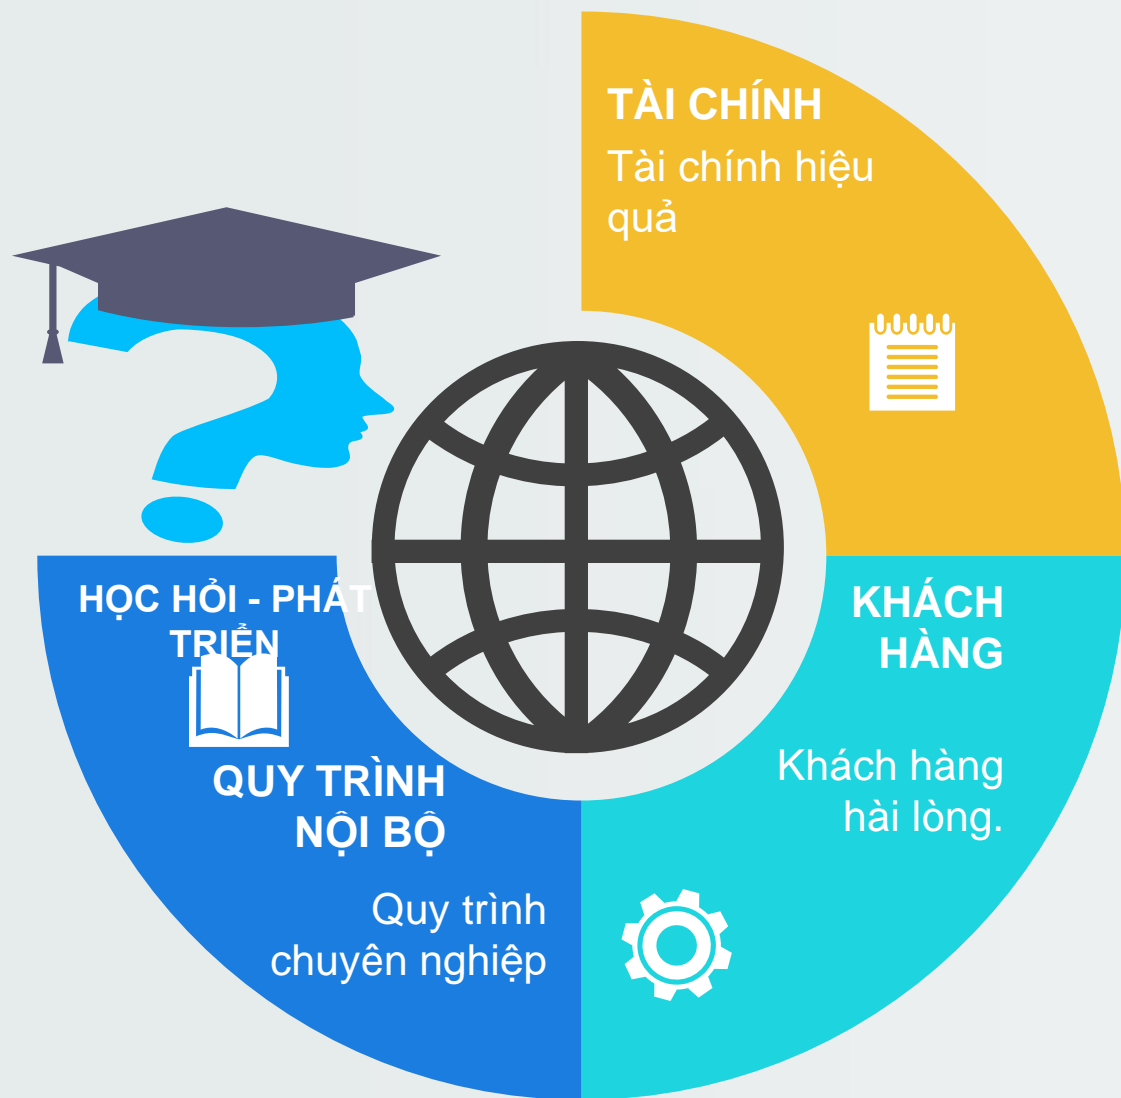 TÀI CHÍNH
Tài chính hiệu
quả
HỌC HỎI - PHÁT
TRIỂN
KHÁCH
HÀNG
Khách hàng
hài lòng.
QUY TRÌNH
NỘI BỘ
Quy trình
chuyên nghiệp